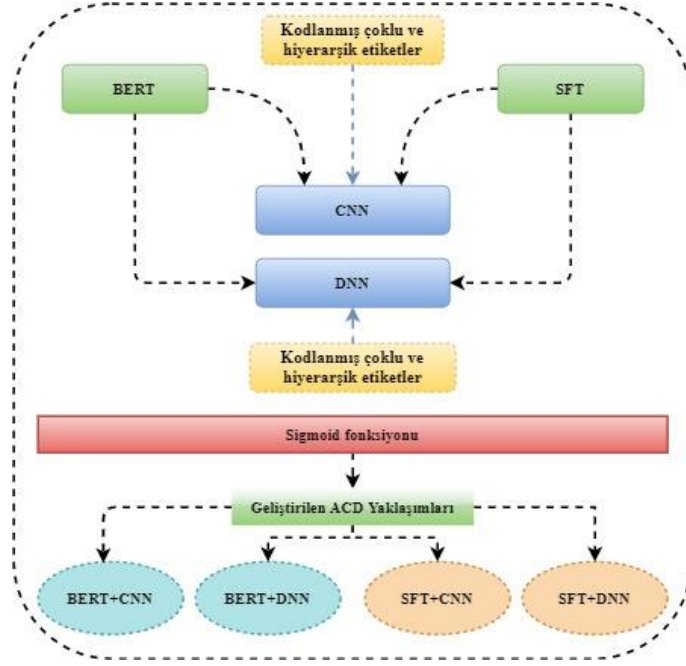 Kodlanmış çoklu ve
hiyerarşik etiketler
BERT
SFT
CNN
DNN
Kodlanmış çoklu ve
hiyerarşik etiketler
Sigmoid fonksiyonu
Geliştirilen ACD Yaklaşımları
BERT+CNN
BERT+DNN
SFT+CNN
SFT+DNN